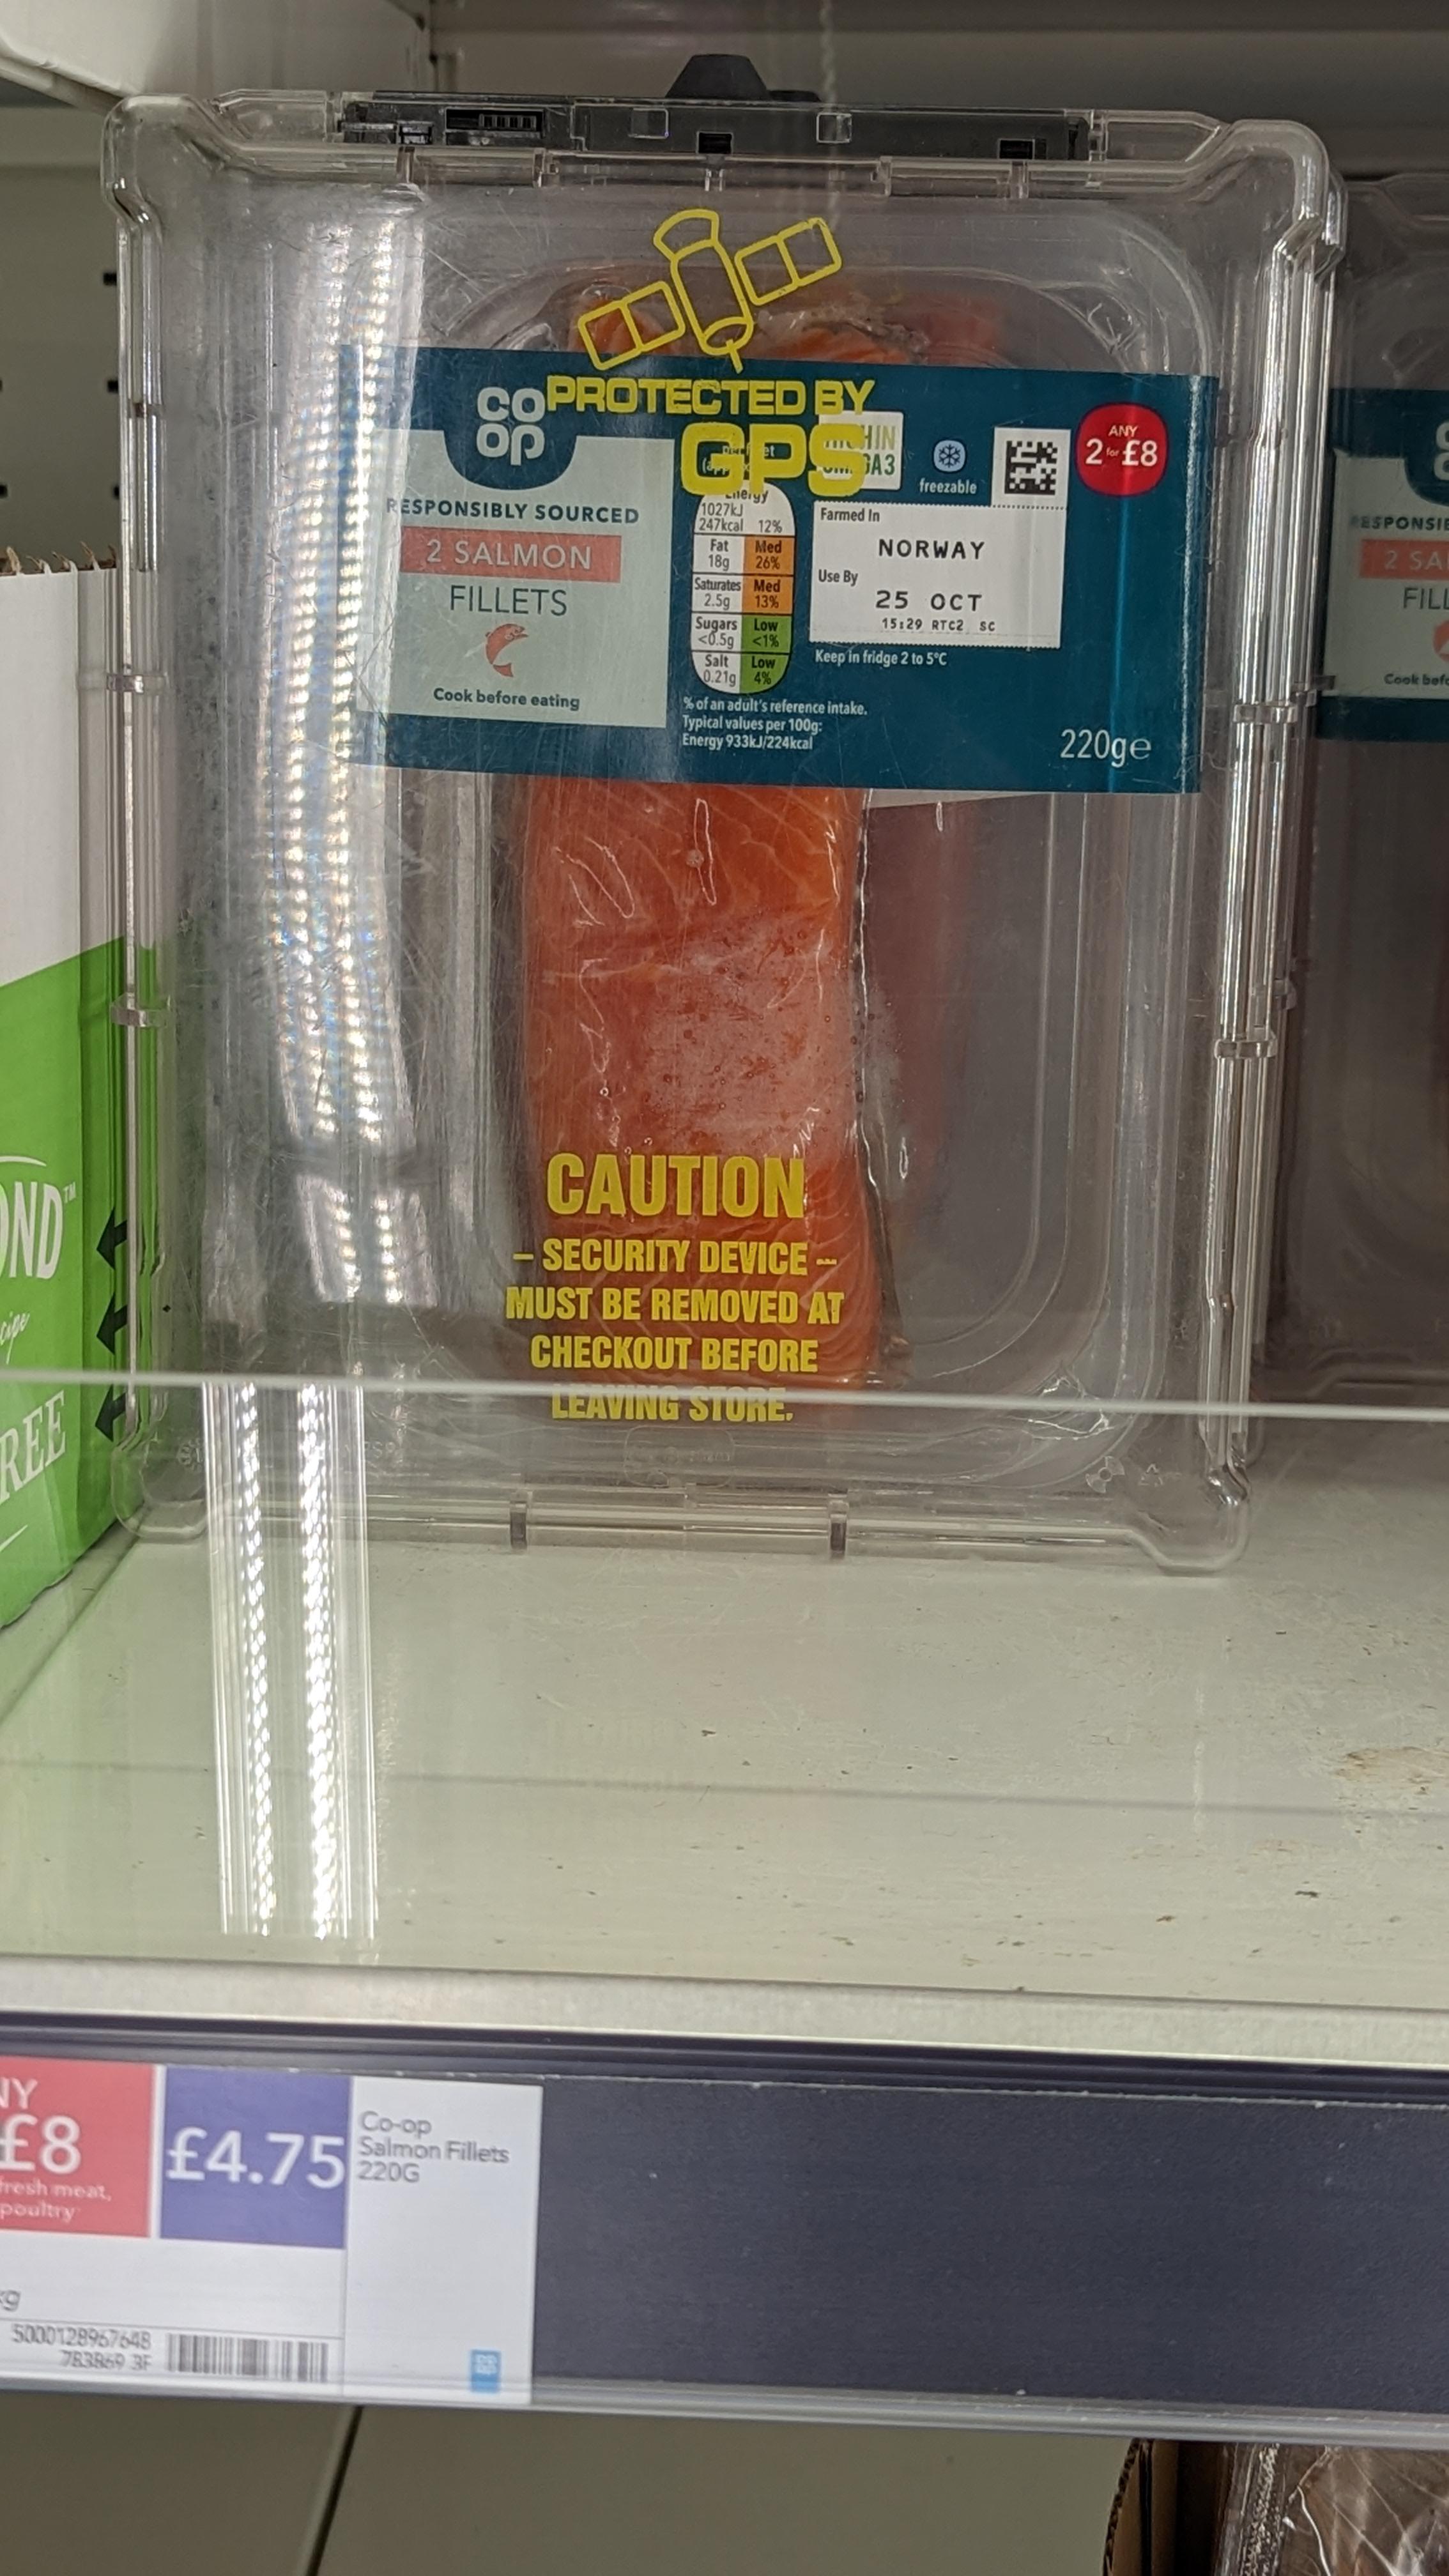 PROTECTED BY
GPS
CO
OP
RESPONSIBLY SOURCED
2 SALMON
FILLETS
Cook before eating
Energy
1027kJ
247kcal 12%
Fat Med
18g 26%
Saturates Med
2.5g 13%
Sugars Low
<0.5g <1%
Salt Low
0.21g 4%
% of an adult's reference intake.
Typical values per 100g:
Energy 933kJ/224kcal
freezable
ANY
2 for £8
Farmed In
NORWAY
Use By
25 OCT
15:29 RTC2 SC
Keep in fridge 2 to 5°C
220g℮
CAUTION
– SECURITY DEVICE –
MUST BE REMOVED AT
CHECKOUT BEFORE
LEAVING STORE.
£8
fresh meat,
poultry
£4.75
Co-op
Salmon Fillets
220G
5000128967648